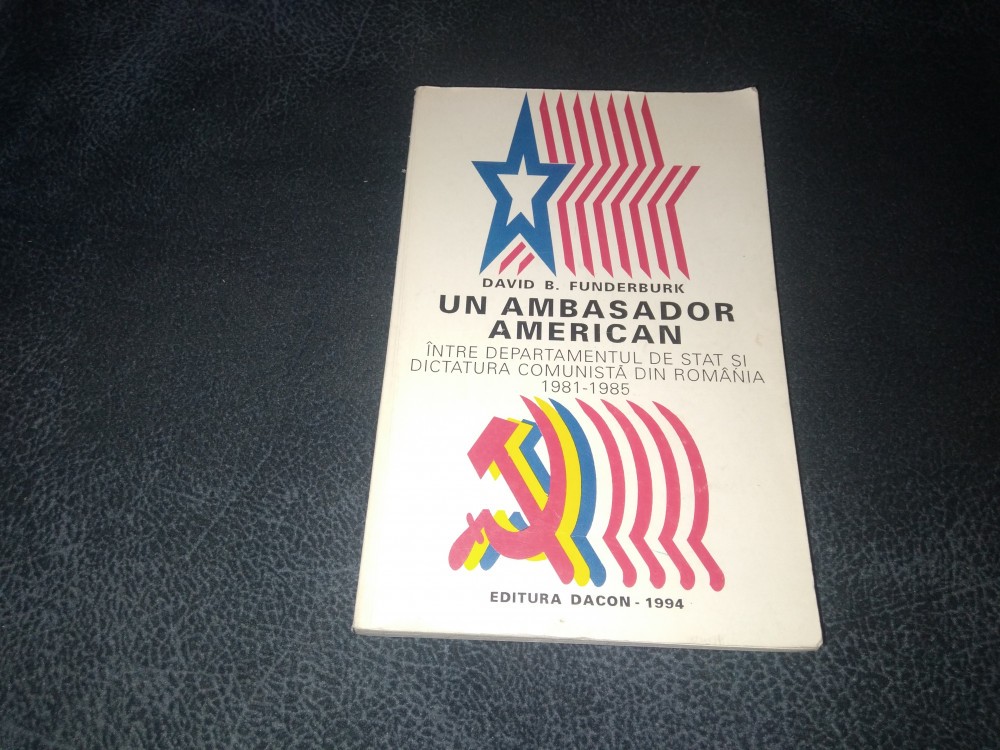 DAVID B. FUNDERBURK
UN AMBASADOR
AMERICAN
ÎNTRE DEPARTAMENTUL DE STAT ȘI
DICTATURA COMUNISTĂ DIN ROMÂNIA
1981-1985
EDITURA DACON - 1994